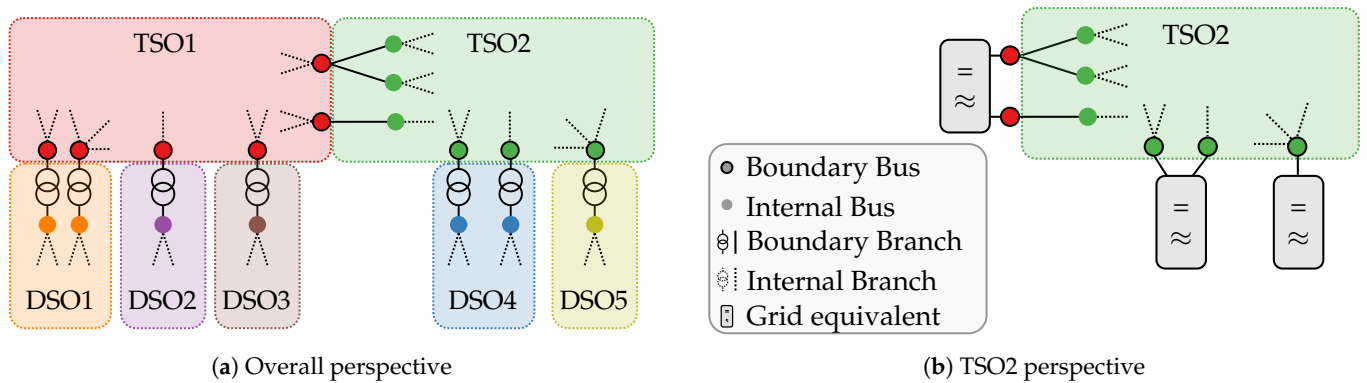 TSO1
TSO2
DSO1
DSO2
DSO3
DSO4
DSO5
(a) Overall perspective
TSO2
=
≈
=
≈
=
≈
Boundary Bus
Internal Bus
Boundary Branch
Internal Branch
Grid equivalent
(b) TSO2 perspective